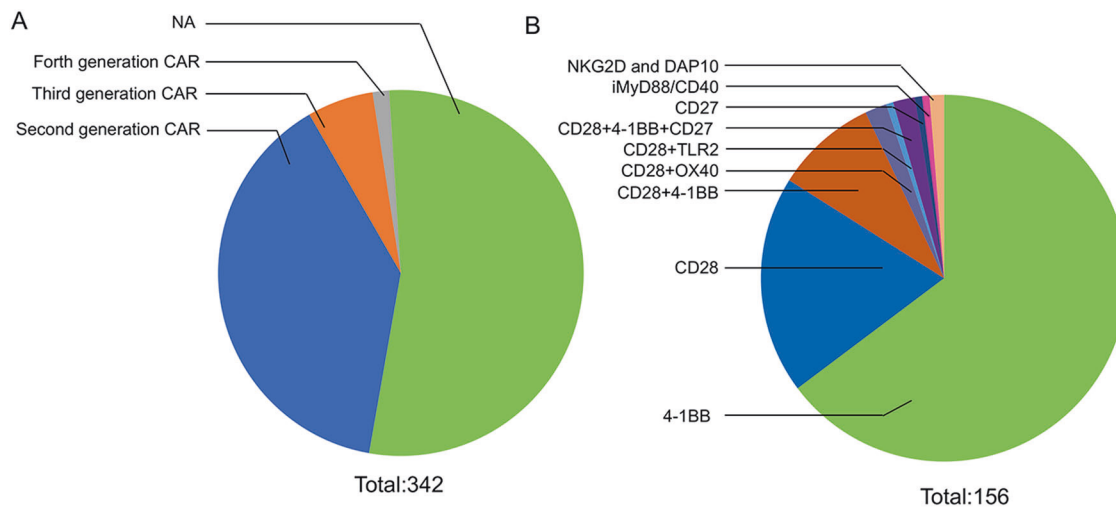 A
NA
Forth generation CAR
Third generation CAR
Second generation CAR
Total:342
B
NKG2D and DAP10
iMyD88/CD40
CD27
CD28+4-1BB+CD27
CD28+TLR2
CD28+OX40
CD28+4-1BB
CD28
4-1BB
Total:156